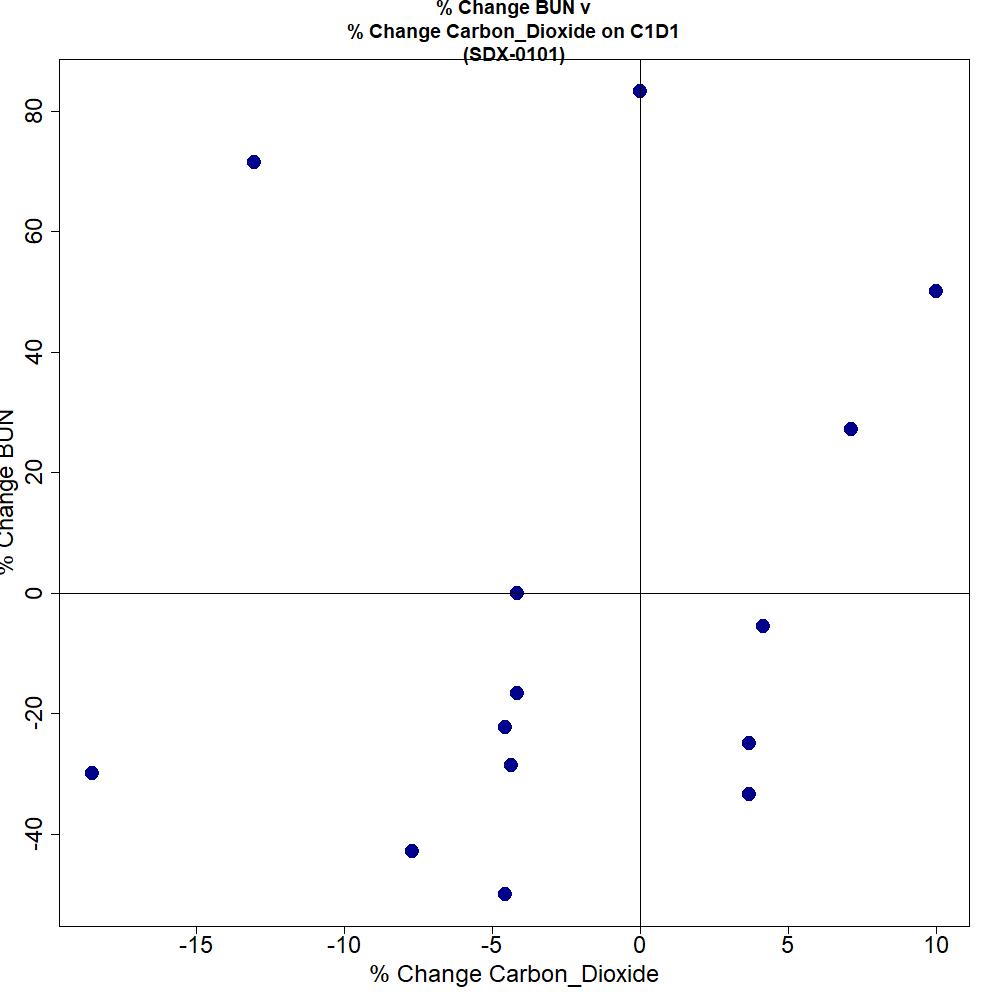 % Change BUN v
% Change Carbon_Dioxide on C1D1
(SDX-0101)
80
60
40
20
0
-20
-40
% Change BUN
-15
-10
-5
0
5
10
% Change Carbon_Dioxide